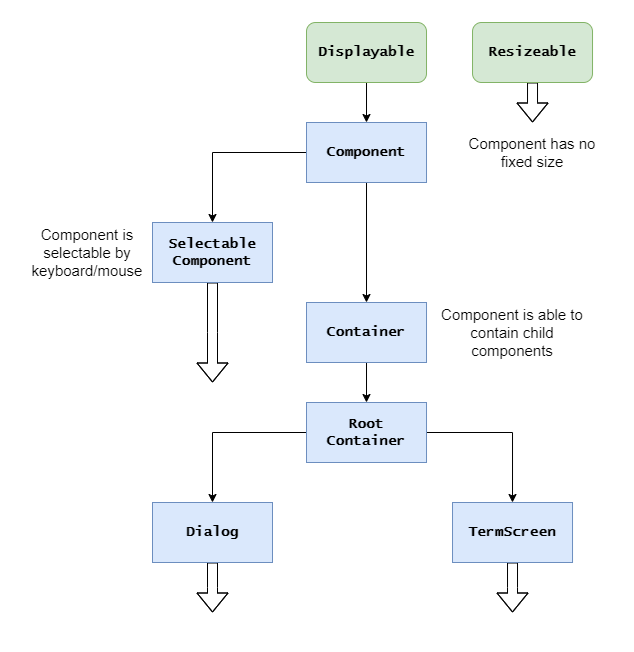 Displayable
Resizeable
Component
Component has no
fixed size
Component is
selectable by
keyboard/mouse
Selectable
Component
Container
Component is able to
contain child
components
Root
Container
Dialog
TermScreen